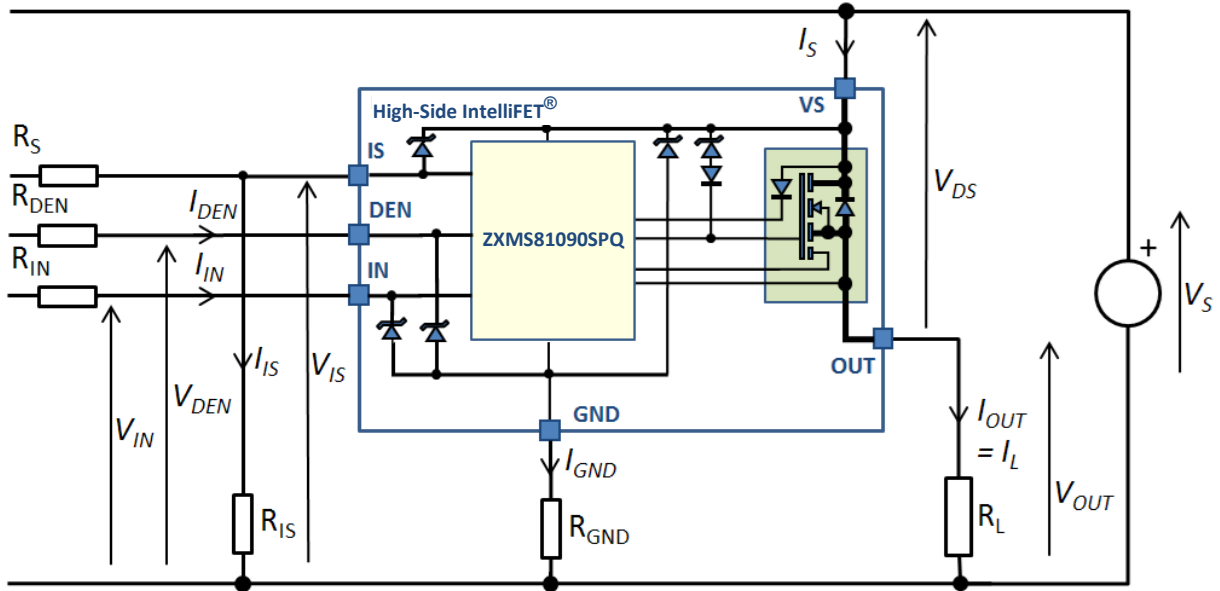 I_S
High-Side IntelliFET®
VS
R_S
IS
R_DEN
I_DEN
DEN
V_DS
ZXMS81090SPQ
R_IN
I_IN
IN
+
V_S
I_IS
V_IS
OUT
V_DEN
GND
V_IN
I_OUT
= I_L
I_GND
V_OUT
R_IS
R_GND
R_L